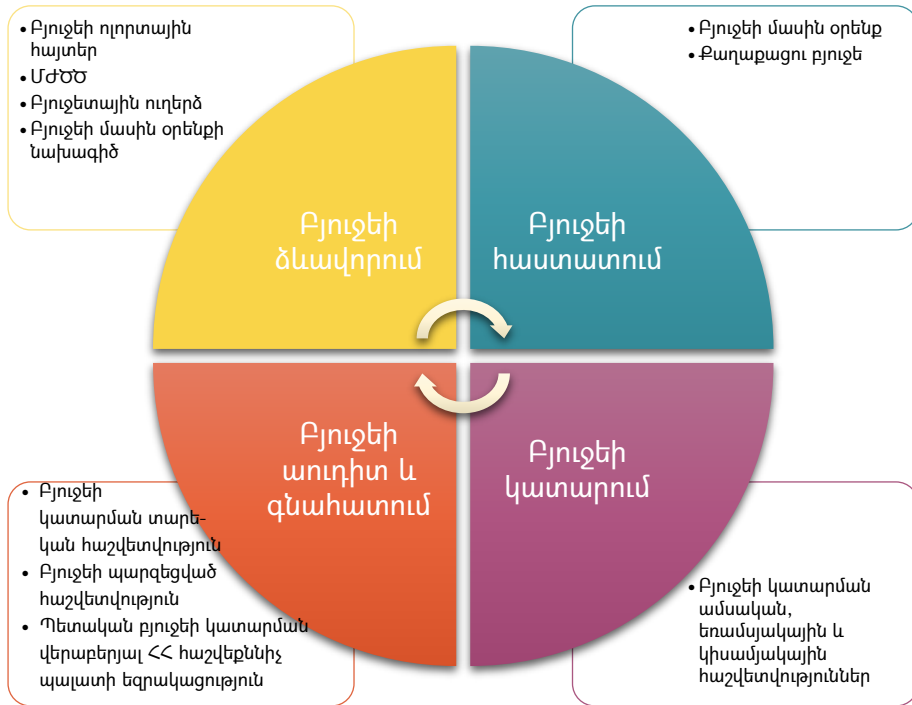 • Բյուջեի ոլորտային
հայտեր
• ՄԺԾԾ
• Բյուջետային ուղերձ
• Բյուջեի մասին օրենքի
նախագիծ
• Բյուջեի մասին օրենք
• Քաղաքացու բյուջե
Բյուջեի
ձևավորում
Բյուջեի
հաստատում
Բյուջեի
աուդիտ և
գնահատում
Բյուջեի
կատարում
• Բյուջեի
կատարման տարե-
կան հաշվետվություն
• Բյուջեի պարզեցված
հաշվետվություն
• Պետական բյուջեի կատարման
վերաբերյալ ՀՀ հաշվեքննիչ
պալատի եզրակացություն
• Բյուջեի կատարման
ամսական,
եռամսյակային և
կիսամյակային
հաշվետվություններ